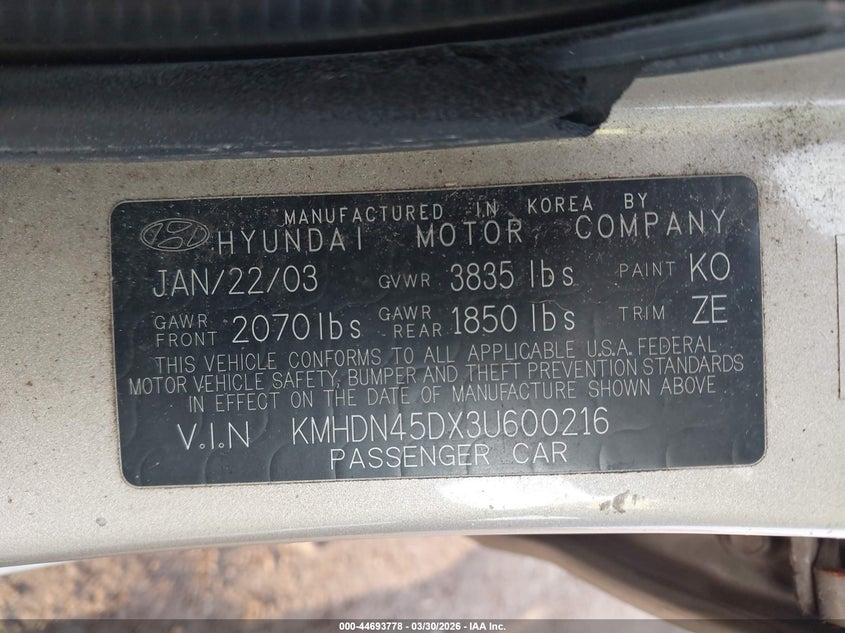 MANUFACTURED IN KOREA BY
HYUNDAI MOTOR COMPANY
JAN/22/03 GVWR 3835 lbs PAINT KO
GAWR FRONT 2070 lbs GAWR REAR 1850 lbs TRIM ZE
THIS VEHICLE CONFORMS TO ALL APPLICABLE U.S.A. FEDERAL
MOTOR VEHICLE SAFETY, BUMPER AND THEFT PREVENTION STANDARDS
IN EFFECT ON THE DATE OF MANUFACTURE SHOWN ABOVE
V.I.N KMHDN45DX3U600216
PASSENGER CAR
000-44693778 — 03/30/2026 — IAA Inc.